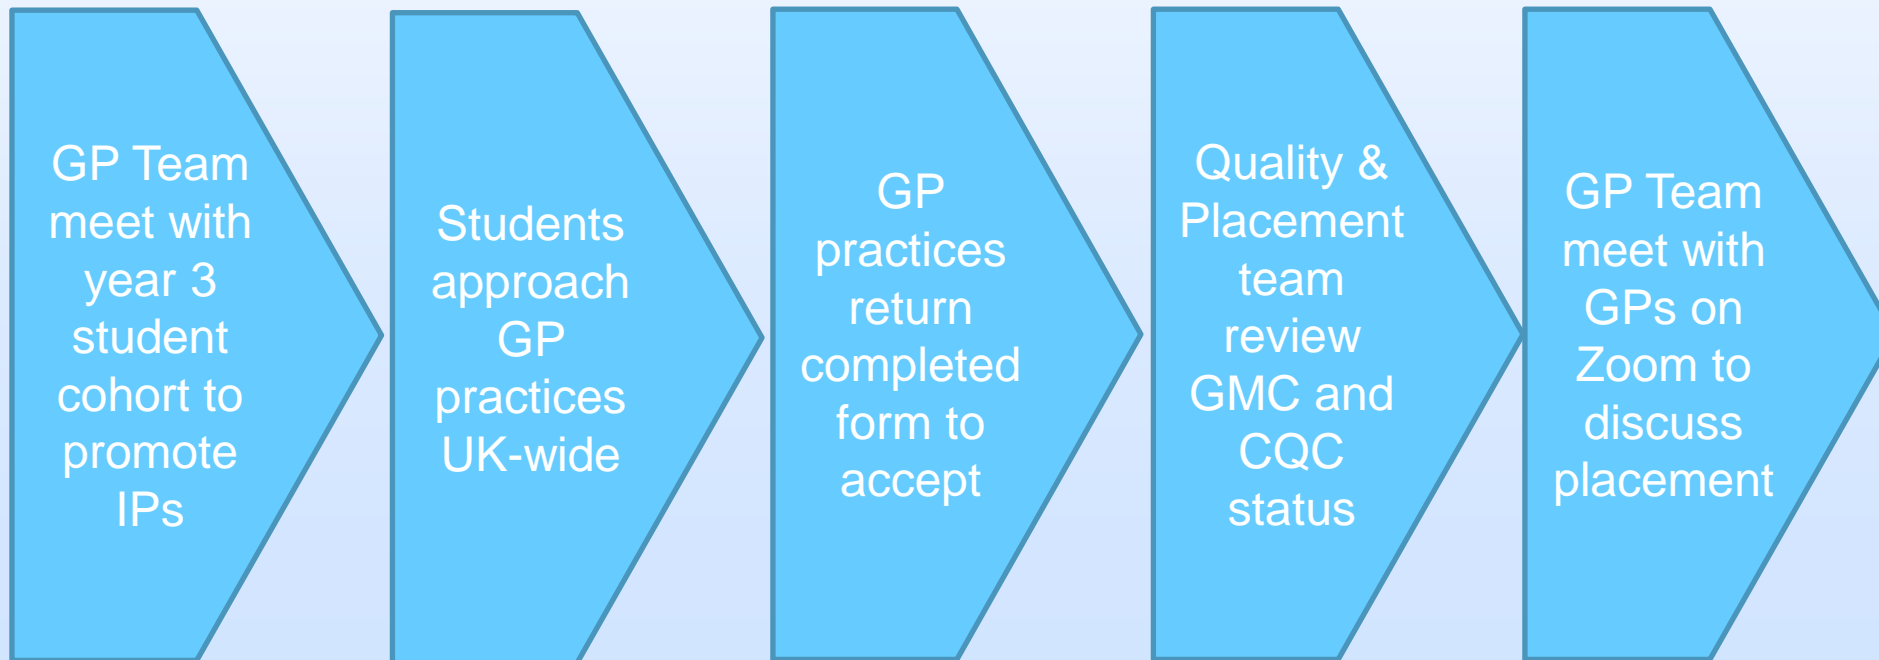 GP Team
meet with
year 3
student
cohort to
promote
IPs
Students
approach
GP
practices
UK-wide
GP
practices
return
completed
form to
accept
Quality &
Placement
team
review
GMC and
CQC
status
GP Team
meet with
GPs on
Zoom to
discuss
placement